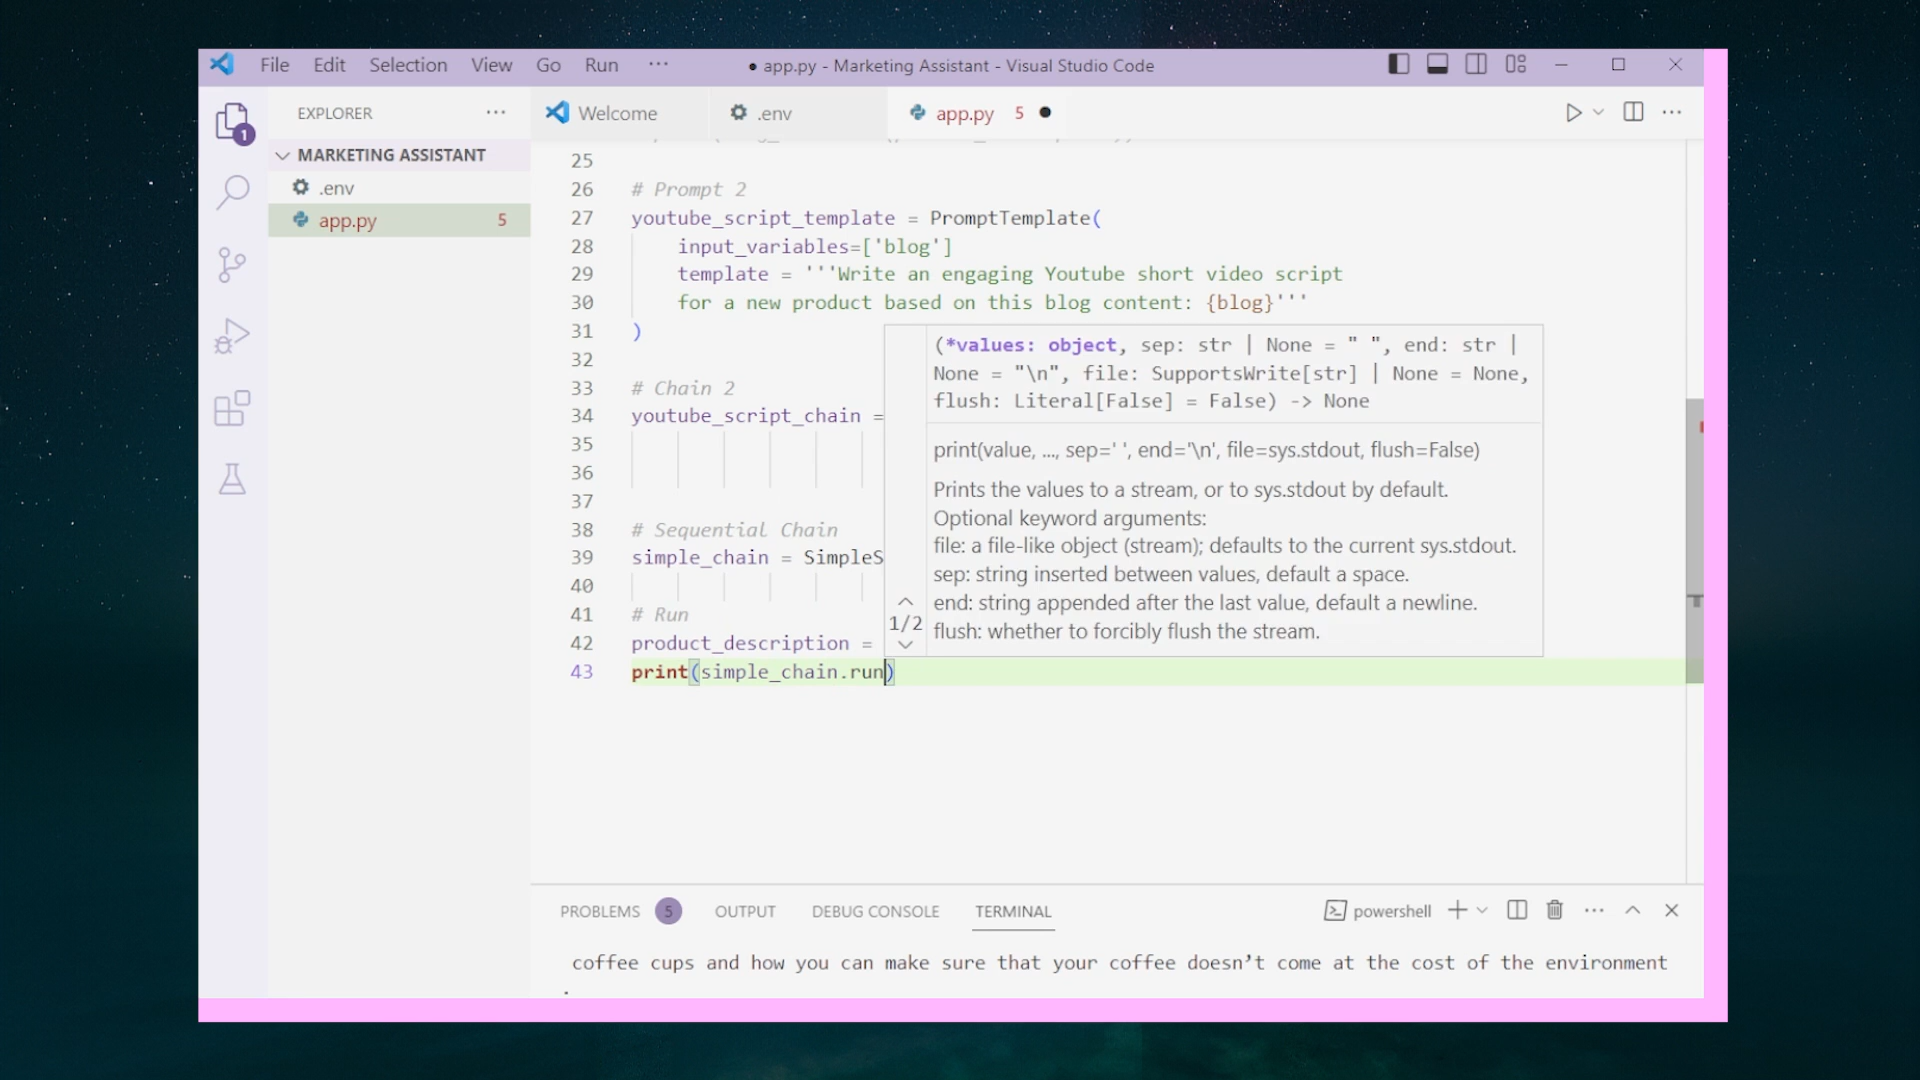 File Edit Selection View Go Run ··· ● app.py - Marketing Assistant - Visual Studio Code
EXPLORER ···
Welcome .env app.py 5 ●
1
MARKETING ASSISTANT
.env
app.py 5
25
26 # Prompt 2
27 youtube_script_template = PromptTemplate(
28 input_variables=['blog']
29 template = '''Write an engaging Youtube short video script
30 for a new product based on this blog content: {blog}'''
31 )
32
33 # Chain 2
34 youtube_script_chain =
35
36
37
38 # Sequential Chain
39 simple_chain = SimpleS
40
41 # Run
42 product_description =
43 print(simple_chain.run)
(*values: object, sep: str | None = " ", end: str |
None = "\n", file: SupportsWrite[str] | None = None,
flush: Literal[False] = False) -> None
print(value, ..., sep=' ', end='\n', file=sys.stdout, flush=False)
Prints the values to a stream, or to sys.stdout by default.
Optional keyword arguments:
file: a file-like object (stream); defaults to the current sys.stdout.
sep: string inserted between values, default a space.
end: string appended after the last value, default a newline.
flush: whether to forcibly flush the stream.
1/2
PROBLEMS 5 OUTPUT DEBUG CONSOLE TERMINAL powershell
coffee cups and how you can make sure that your coffee doesn’t come at the cost of the environment
.